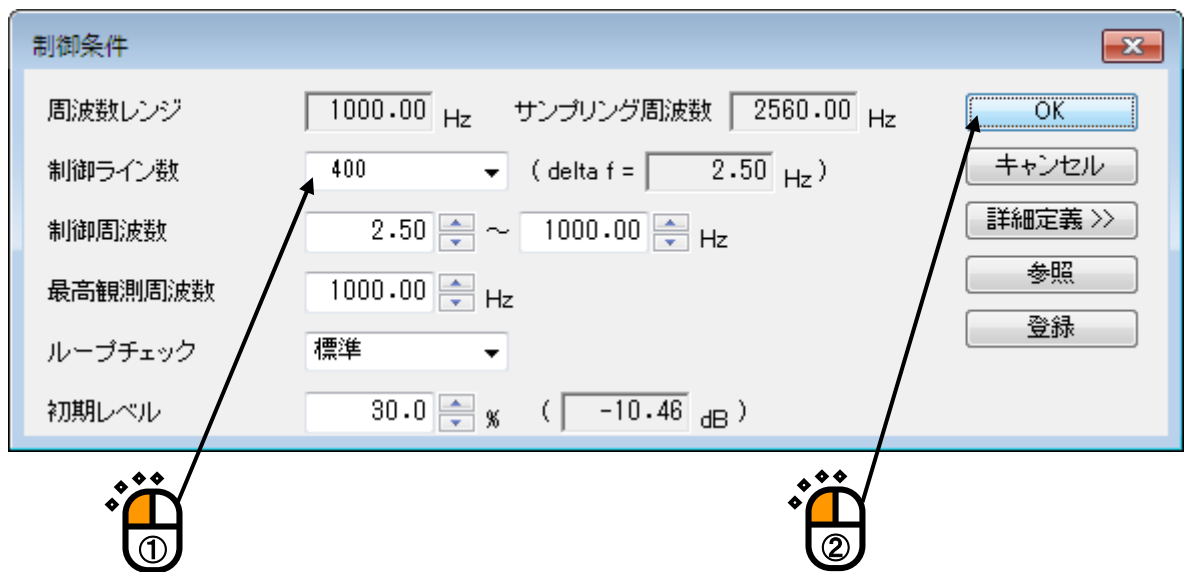 制御条件
周波数レンジ 1000.00 Hz サンプリング周波数 2560.00 Hz OK
制御ライン数 400 ( delta f = 2.50 Hz ) キャンセル
制御周波数 2.50 ～ 1000.00 Hz 詳細定義 >>
最高観測周波数 1000.00 Hz 参照
ループチェック 標準 登録
初期レベル 30.0 % ( -10.46 dB )
① ②